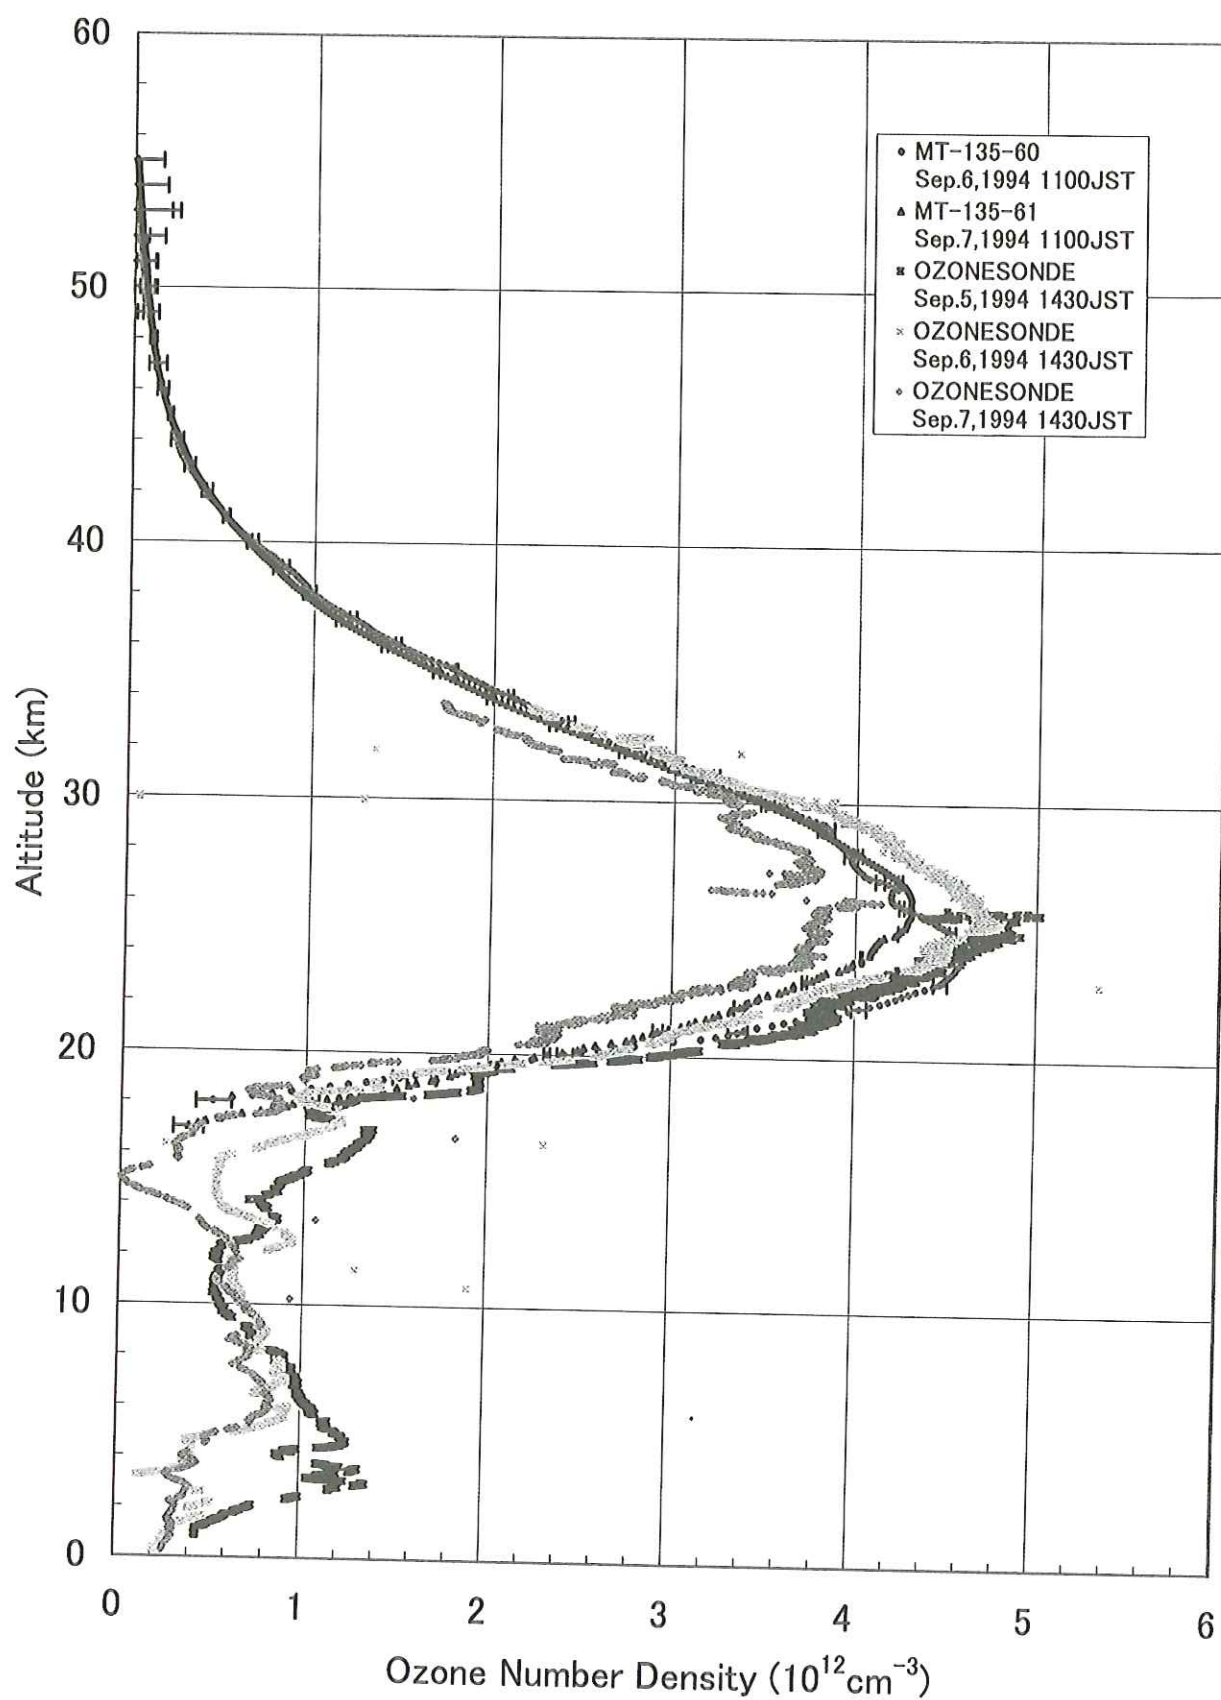 60
50
40
30
20
10
0
Altitude (km)
MT-135-60
Sep.6,1994 1100JST
MT-135-61
Sep.7,1994 1100JST
OZONESONDE
Sep.5,1994 1430JST
OZONESONDE
Sep.6,1994 1430JST
OZONESONDE
Sep.7,1994 1430JST
0 1 2 3 4 5 6
Ozone Number Density (10¹²cm⁻³)